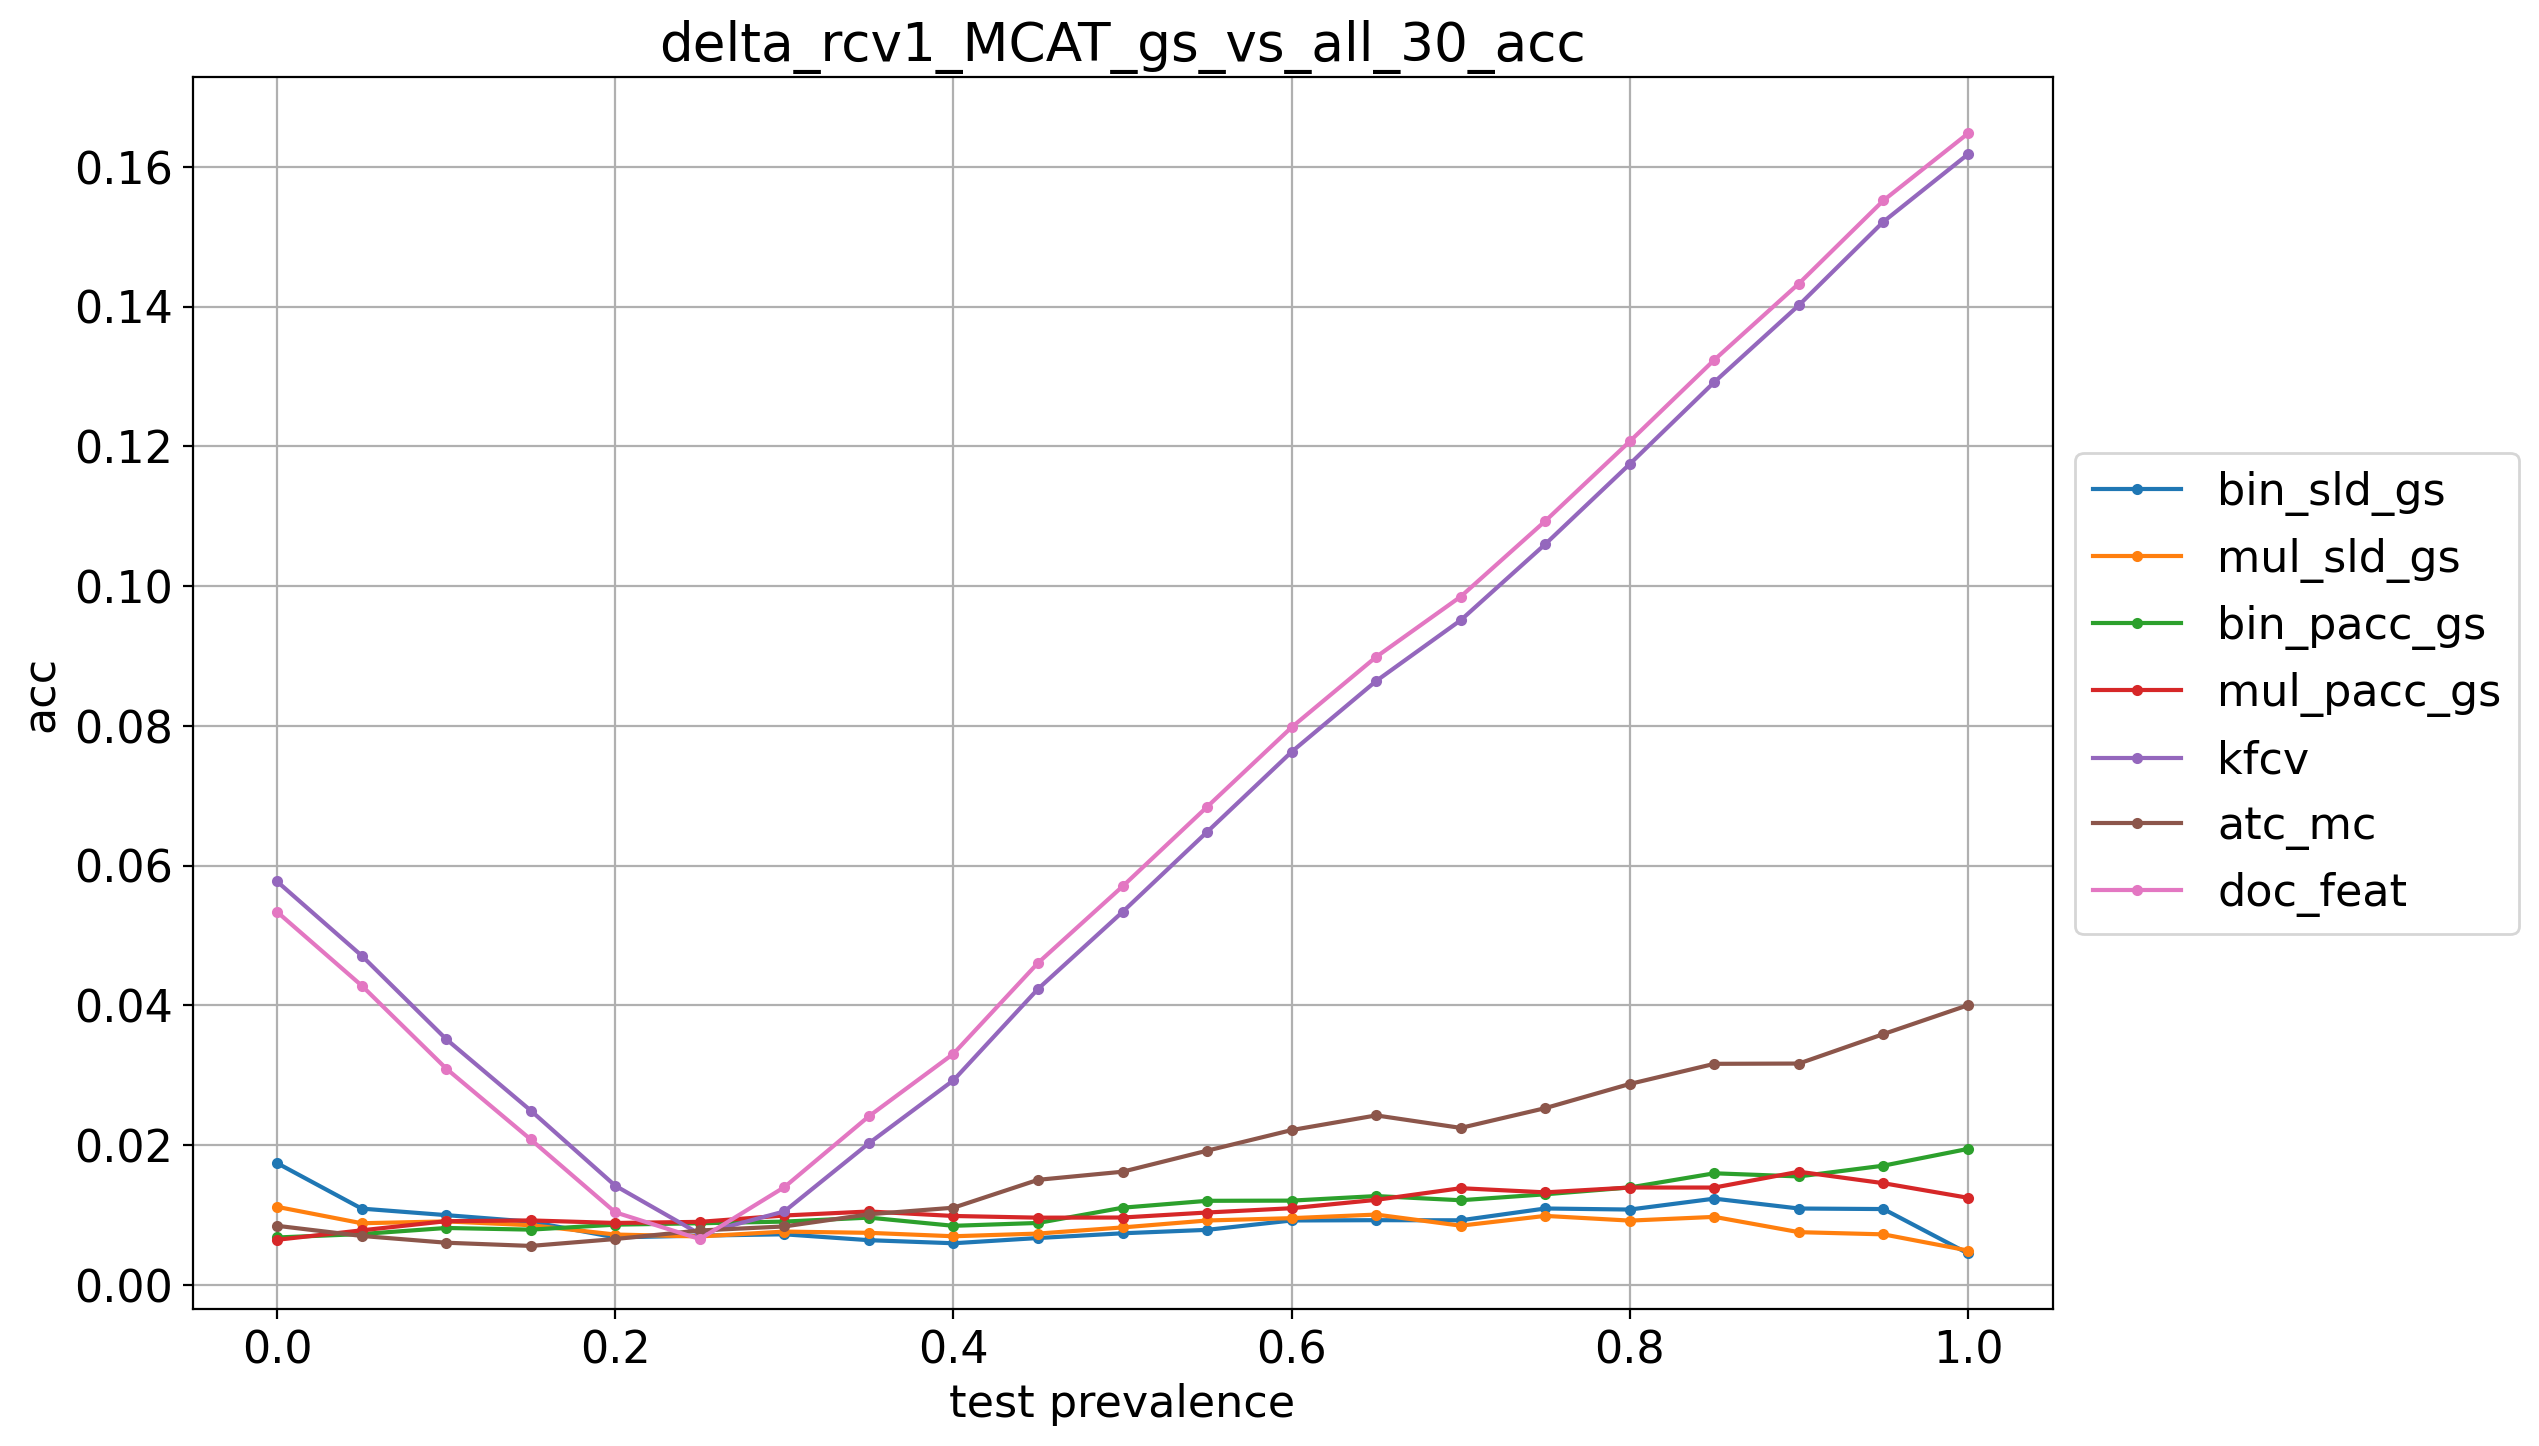 delta_rcv1_MCAT_gs_vs_all_30_acc
acc
0.16
0.14
0.12
0.10
0.08
0.06
0.04
0.02
0.00
0.0 0.2 0.4 0.6 0.8 1.0
test prevalence
bin_sld_gs
mul_sld_gs
bin_pacc_gs
mul_pacc_gs
kfcv
atc_mc
doc_feat